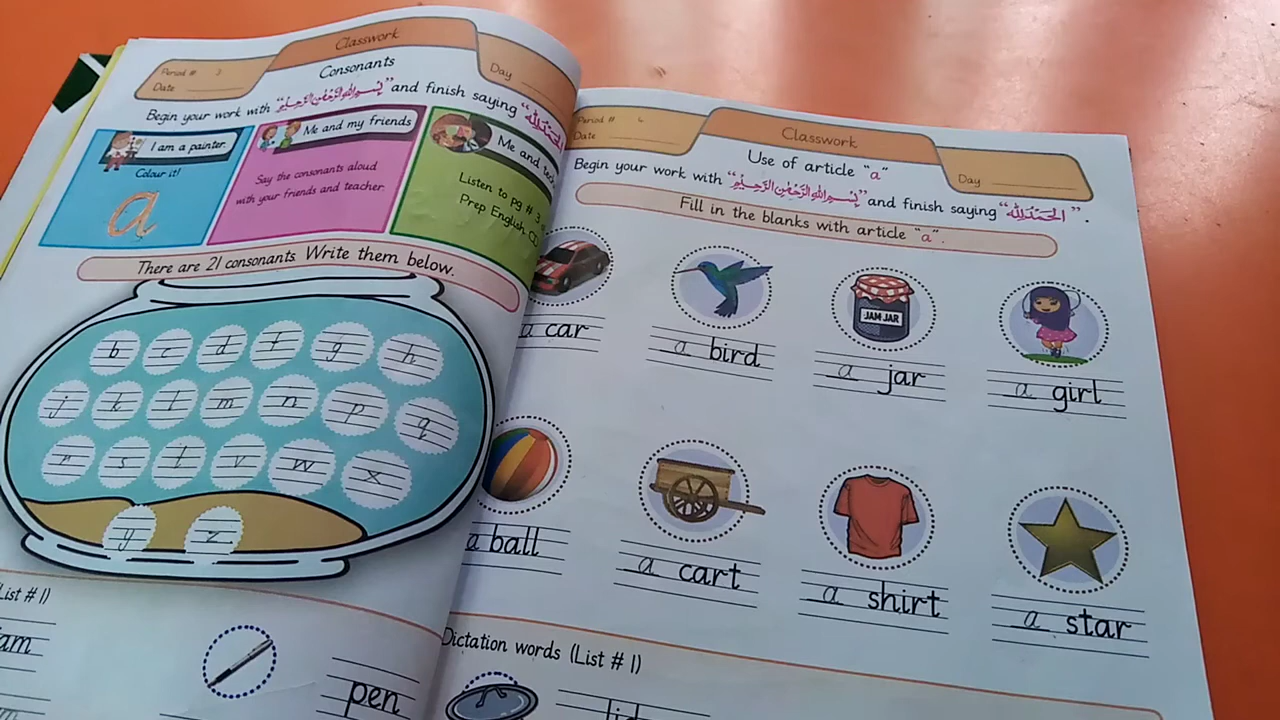 Classwork
Period # 3
Date
Day
Consonants
Begin your work with "بِسْمِ اللهِ الرَّحْمٰنِ الرَّحِيْمِ" and finish saying "اَلْحَمْدُلِلّٰه
I am a painter.
Colour it!
a
Me and my friends
Say the consonants aloud
with your friends and teacher.
Me and
Listen to pg # 3
Prep English
There are 21 consonants Write them below.
b c d f g h
j k l m n p q
r s t v w x
y z
(List # 1)
pen
Classwork
Period #
Date
Day
Use of article "a"
Begin your work with "بِسْمِ اللهِ الرَّحْمٰنِ الرَّحِيْمِ" and finish saying "اَلْحَمْدُلِلّٰه".
Fill in the blanks with article "a".
JAM JAR
a car a bird a jar a girl
a ball a cart a shirt a star
Dictation words (List # 1)
lid